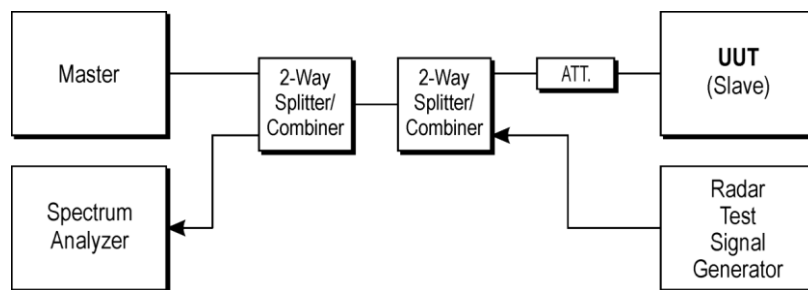 Master
2-Way
Splitter/
Combiner
2-Way
Splitter/
Combiner
ATT.
UUT
(Slave)
Spectrum
Analyzer
Radar
Test
Signal
Generator